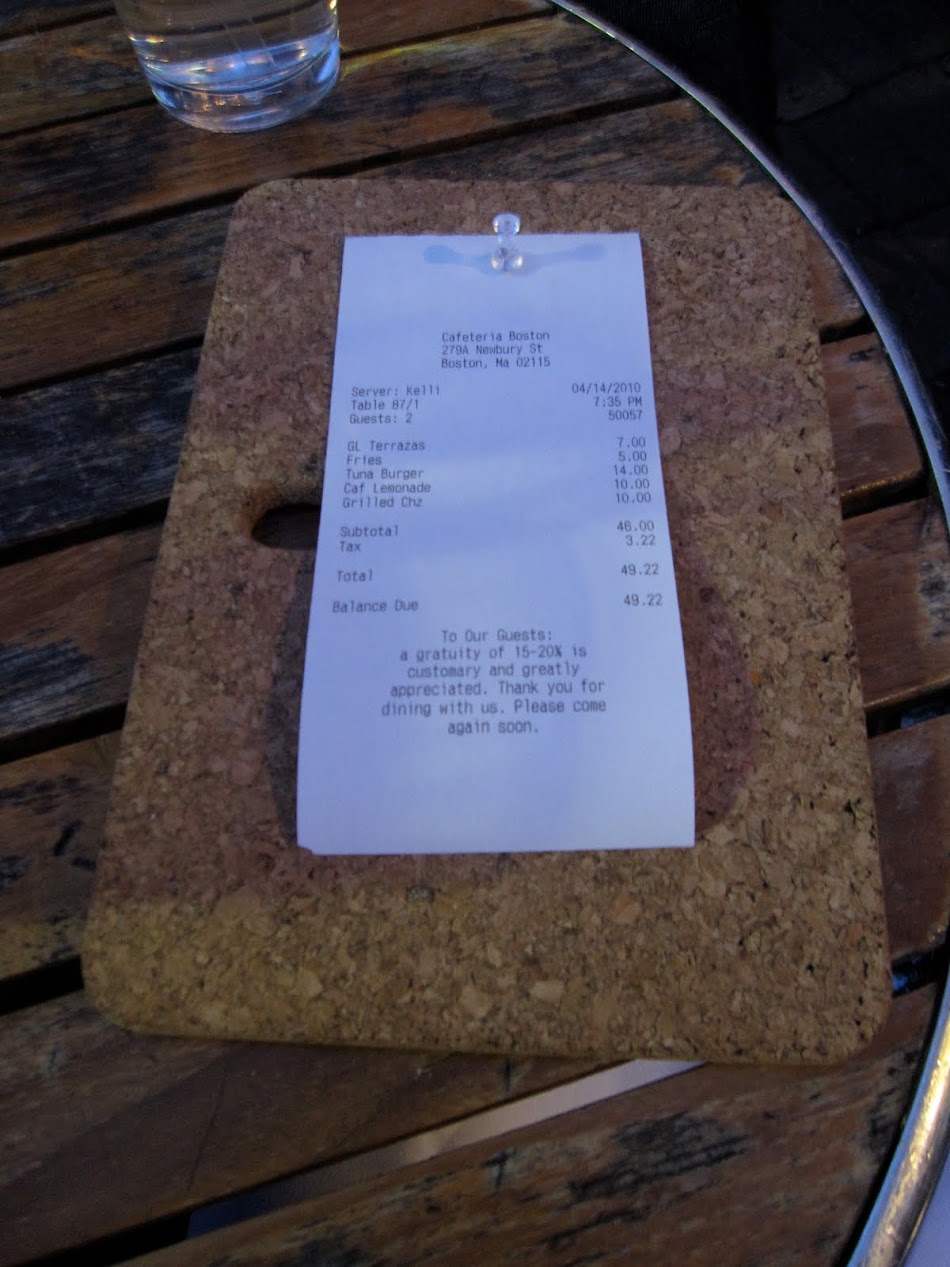 Cafeteria Boston
279A Newbury St
Boston, Ma 02115
Server: Kelli 04/14/2010
Table 87/1 7:35 PM
Guests: 2 50057
GL Terrazas 7.00
Fries 5.00
Tuna Burger 14.00
Caf Lemonade 10.00
Grilled Chz 10.00
Subtotal 46.00
Tax 3.22
Total 49.22
Balance Due 49.22
To Our Guests:
a gratuity of 15-20% is
customary and greatly
appreciated. Thank you for
dining with us. Please come
again soon.